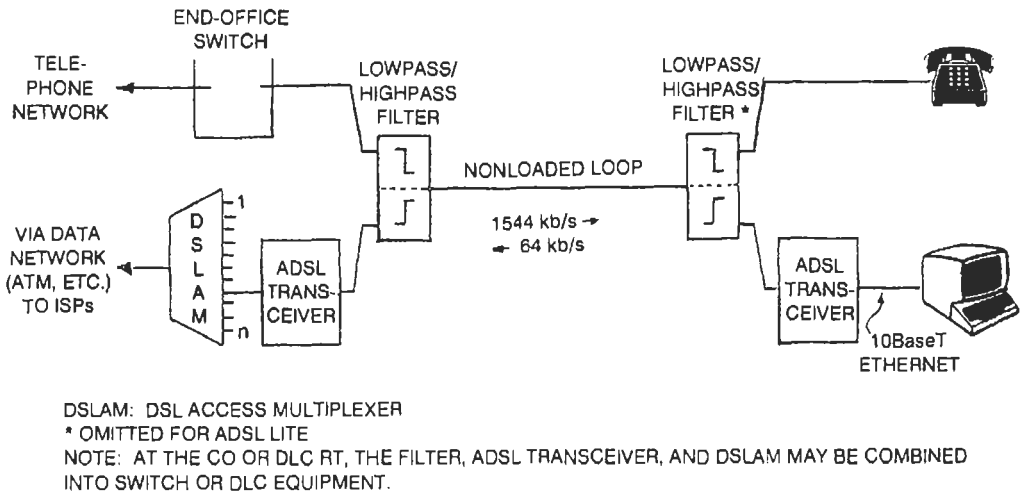 END-OFFICE
SWITCH
TELE-
PHONE
NETWORK
LOWPASS/
HIGHPASS
FILTER
LOWPASS/
HIGHPASS
FILTER *
NONLOADED LOOP
1544 kb/s →
← 64 kb/s
VIA DATA
NETWORK
(ATM, ETC.)
TO ISPs
1
D
S
L
A
M
n
ADSL
TRANS-
CEIVER
ADSL
TRANS-
CEIVER
10BaseT
ETHERNET
DSLAM: DSL ACCESS MULTIPLEXER
* OMITTED FOR ADSL LITE
NOTE: AT THE CO OR DLC RT, THE FILTER, ADSL TRANSCEIVER, AND DSLAM MAY BE COMBINED
INTO SWITCH OR DLC EQUIPMENT.